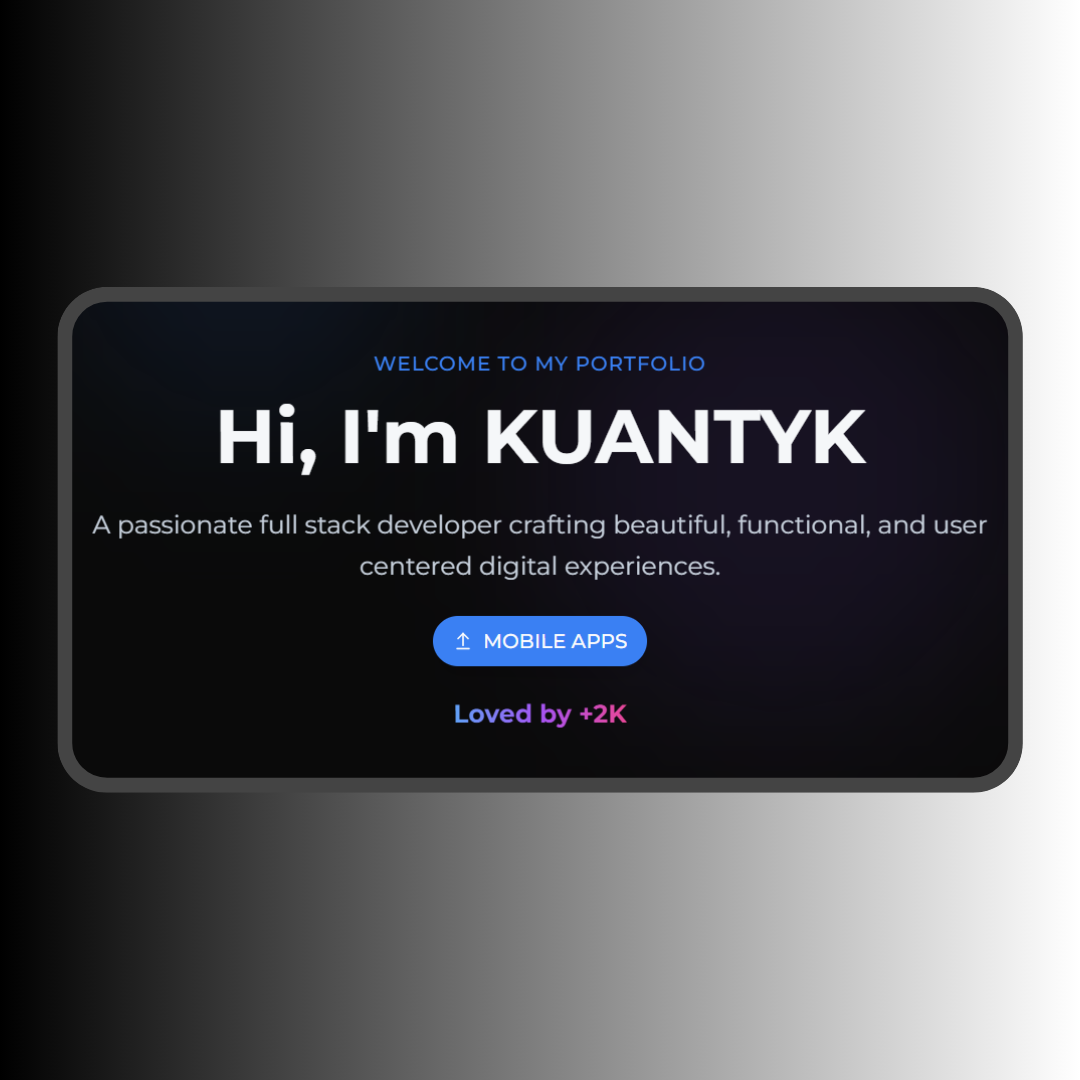 WELCOME TO MY PORTFOLIO
Hi, I'm KUANTYK
A passionate full stack developer crafting beautiful, functional, and user
centered digital experiences.
MOBILE APPS
Loved by +2K